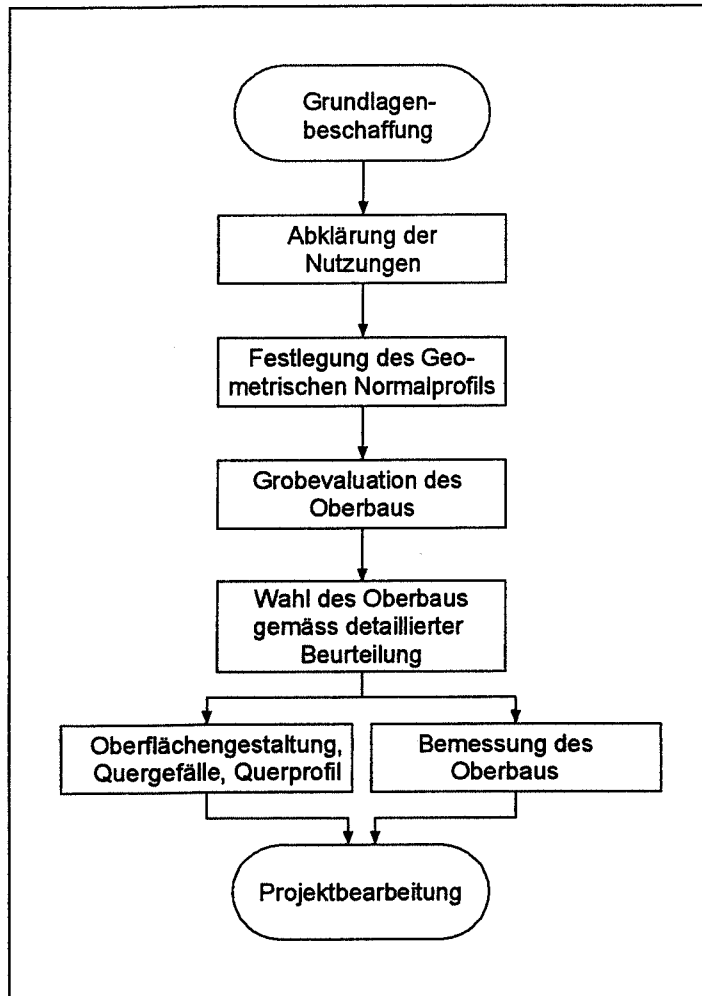 Grundlagen-
beschaffung
Abklärung der
Nutzungen
Festlegung des Geo-
metrischen Normalprofils
Grobevaluation des
Oberbaus
Wahl des Oberbaus
gemäss detaillierter
Beurteilung
Oberflächengestaltung,
Quergefälle, Querprofil
Bemessung des
Oberbaus
Projektbearbeitung